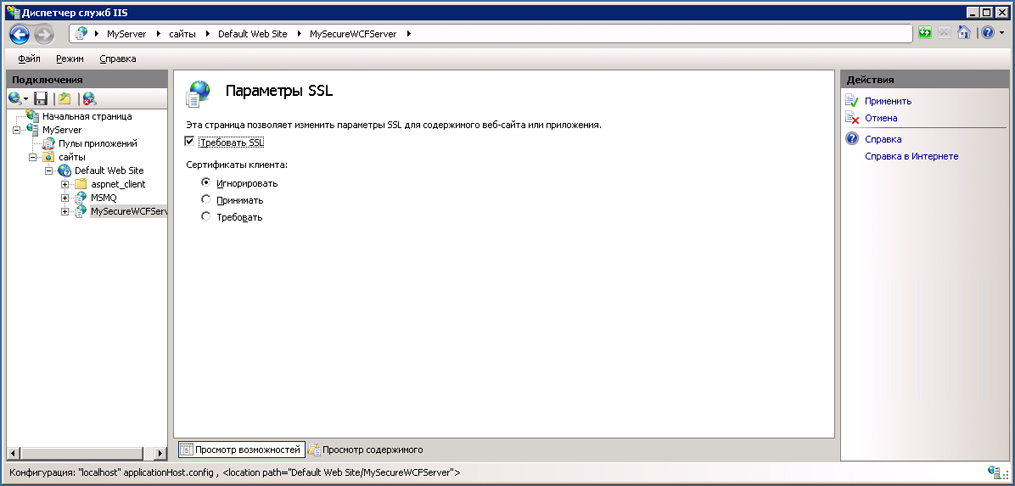 Диспетчер служб IIS
MyServer сайты Default Web Site MySecureWCFServer
Файл Режим Справка
Подключения
Начальная страница
MyServer
Пулы приложений
сайты
Default Web Site
aspnet_client
MSMQ
MySecureWCFServ
Параметры SSL
Эта страница позволяет изменить параметры SSL для содержимого веб-сайта или приложения.
Требовать SSL
Сертификаты клиента:
Игнорировать
Принимать
Требовать
Просмотр возможностей Просмотр содержимого
Действия
Применить
Отмена
Справка
Справка в Интернете
Конфигурация: "localhost" applicationHost.config , <location path="Default Web Site/MySecureWCFServer">